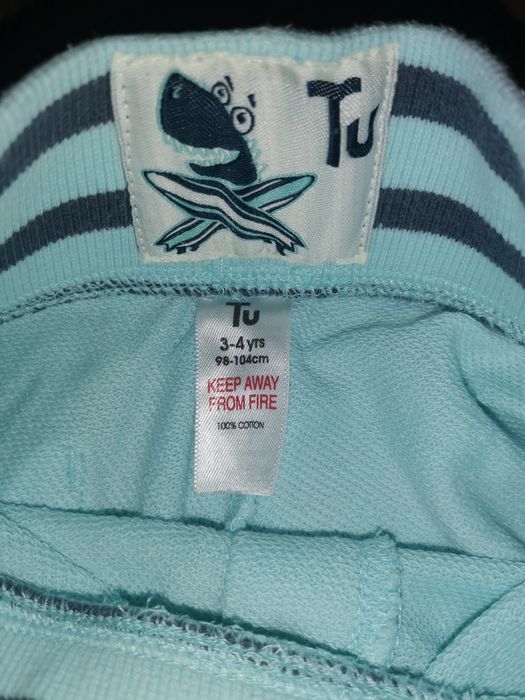 Tu
Tu
3-4 yrs
98-104cm
KEEP AWAY
FROM FIRE
100% COTTON